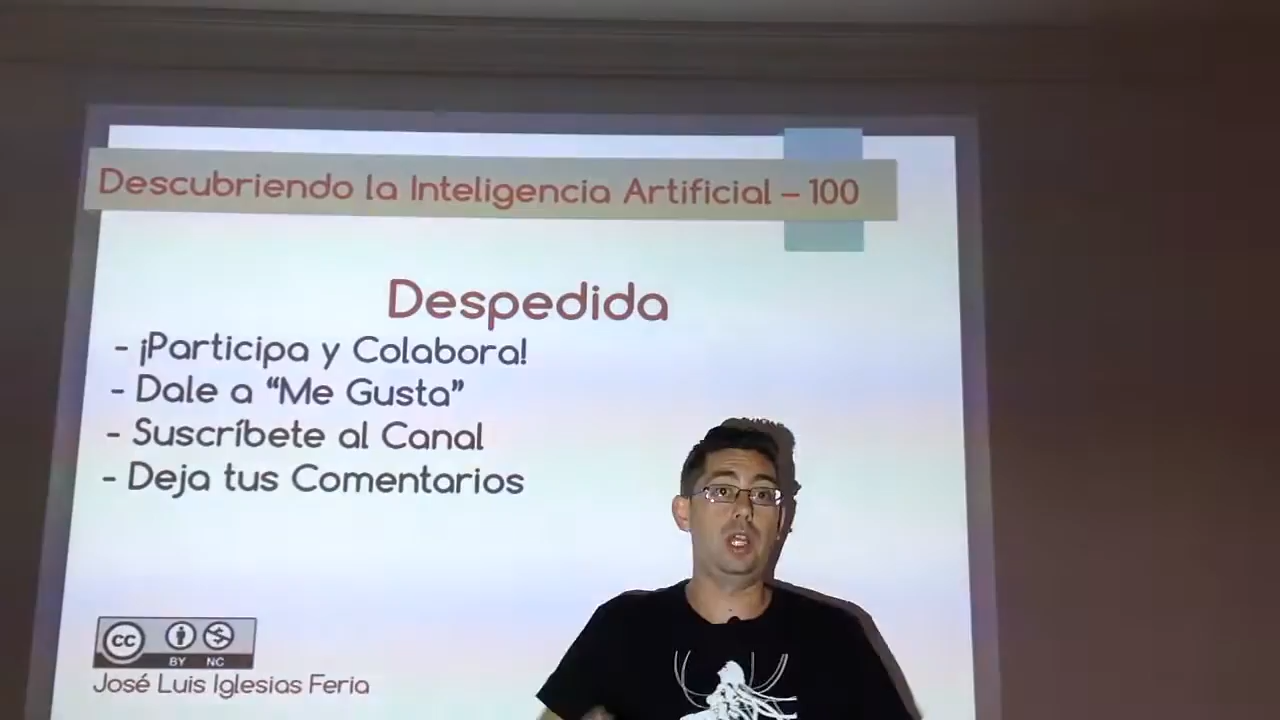 Descubriendo la Inteligencia Artificial – 100
Despedida
- ¡Participa y Colabora!
- Dale a “Me Gusta”
- Suscríbete al Canal
- Deja tus Comentarios
cc
BY NC
José Luis Iglesias Feria